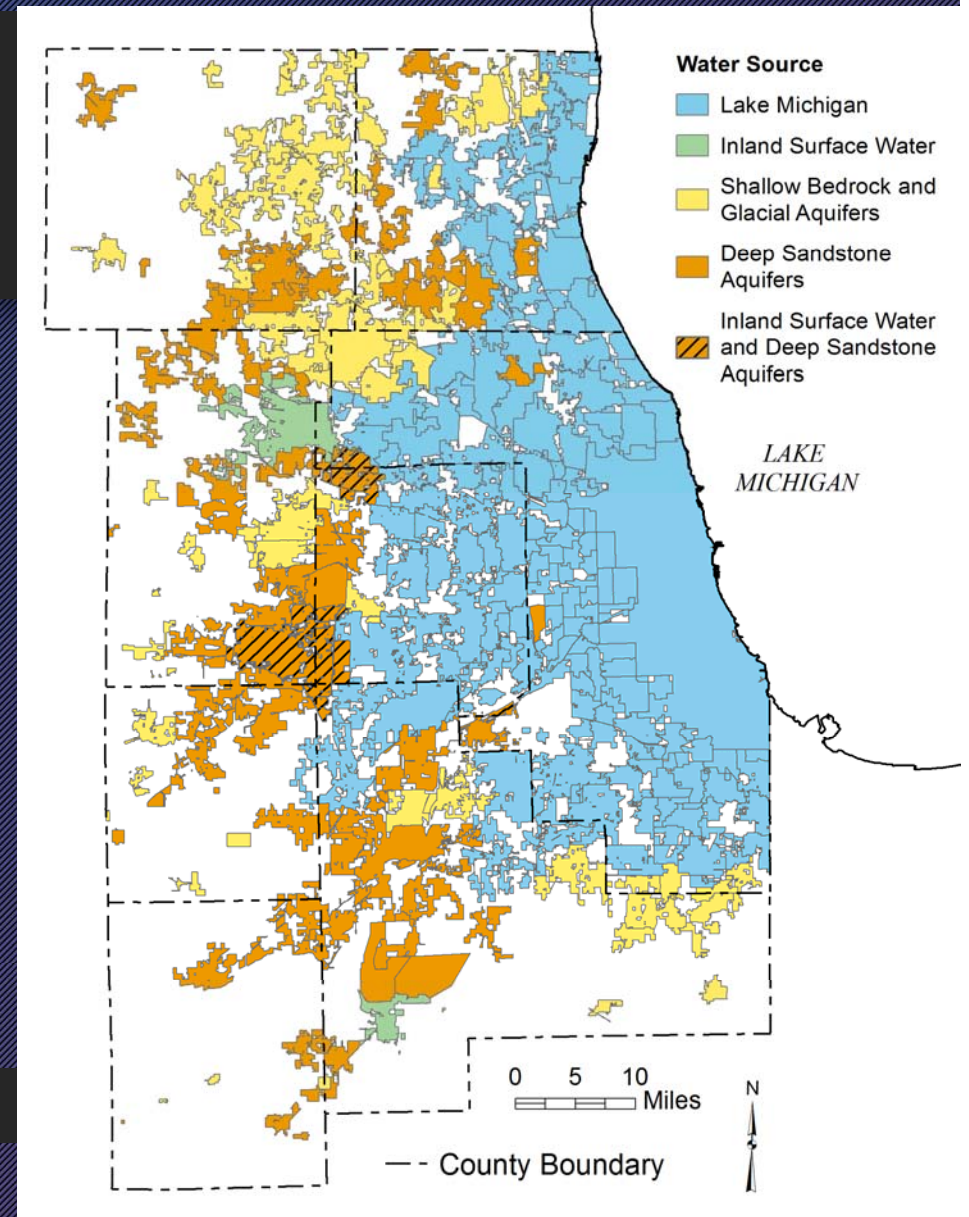 Water Source
Lake Michigan
Inland Surface Water
Shallow Bedrock and
Glacial Aquifers
Deep Sandstone
Aquifers
Inland Surface Water
and Deep Sandstone
Aquifers
LAKE
MICHIGAN
0 5 10
Miles
N
County Boundary